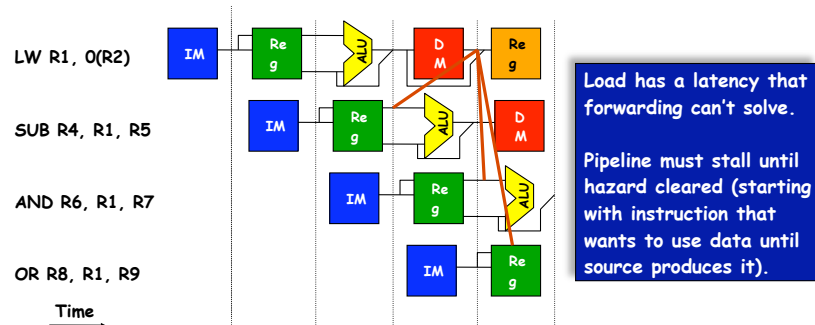 LW R1, 0(R2)
IM
Re
g
ALU
D
M
Re
g
SUB R4, R1, R5
IM
Re
g
ALU
D
M
AND R6, R1, R7
IM
Re
g
ALU
OR R8, R1, R9
IM
Re
g
Time
Load has a latency that
forwarding can't solve.
Pipeline must stall until
hazard cleared (starting
with instruction that
wants to use data until
source produces it).